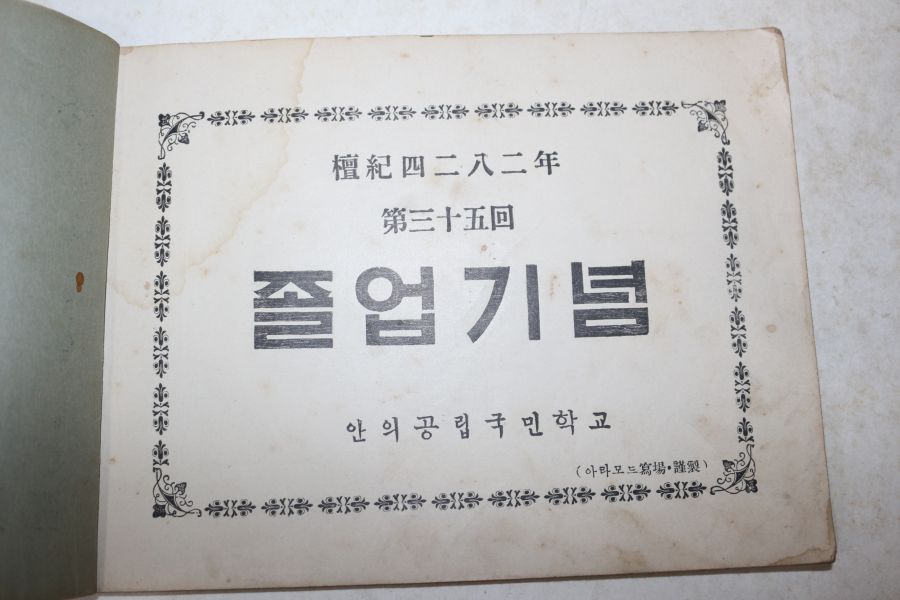 檀紀四二八二年
第三十五回
졸업기념
안의공립국민학교
(아라모드寫場·謹製)